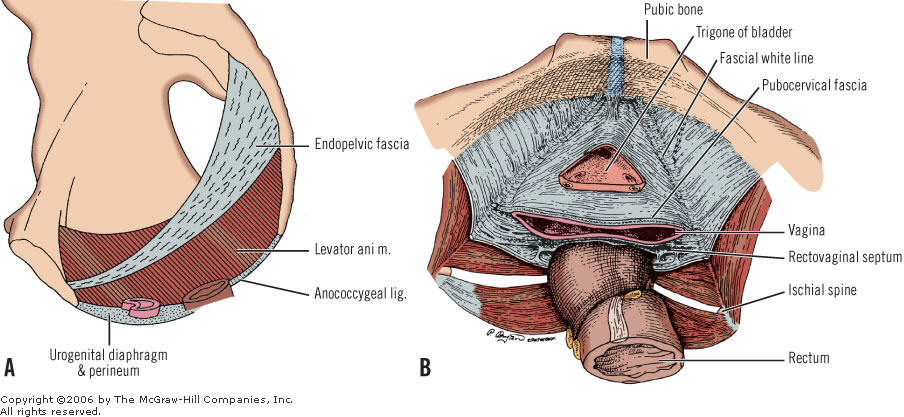 Endopelvic fascia
Levator ani m.
Anococcygeal lig.
Urogenital diaphragm
& perineum
A
Pubic bone
Trigone of bladder
Fascial white line
Pubocervical fascia
Vagina
Rectovaginal septum
Ischial spine
Rectum
B
Copyright ©2006 by The McGraw-Hill Companies, Inc.
All rights reserved.